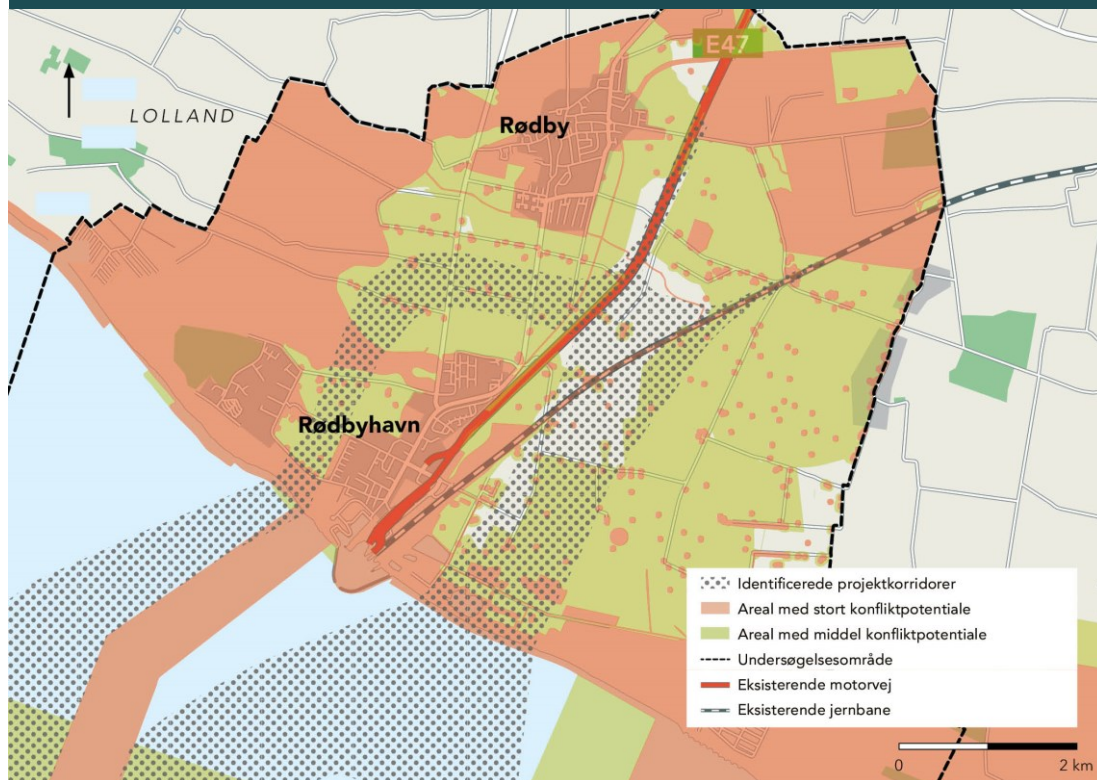 E47
LOLLAND
Rødby
Rødbyhavn
Identificerede projektkorridorer
Areal med stort konfliktpotentiale
Areal med middel konfliktpotentiale
Undersøgelsesområde
Eksisterende motorvej
Eksisterende jernbane
0 2 km